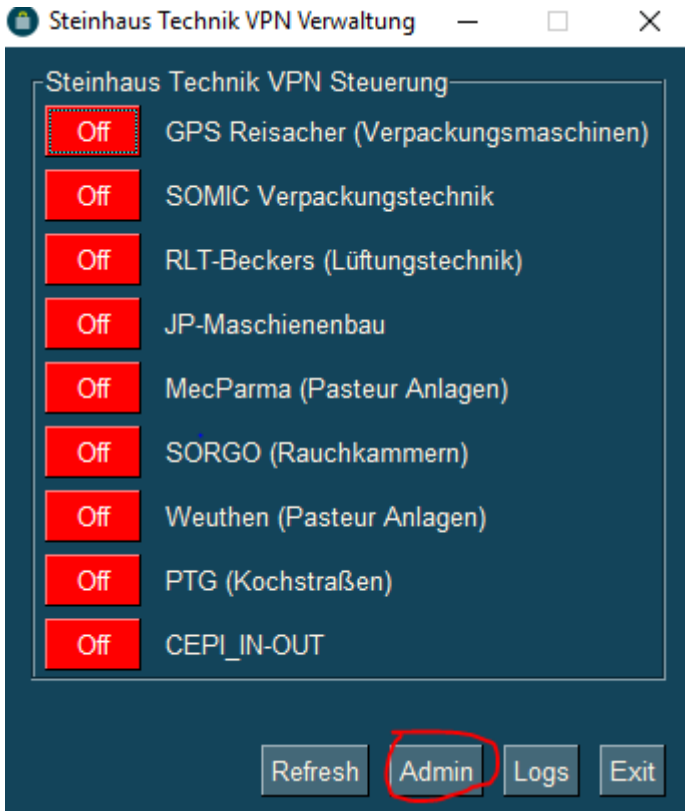 Steinhaus Technik VPN Verwaltung
Steinhaus Technik VPN Steuerung
Off GPS Reisacher (Verpackungsmaschinen)
Off SOMIC Verpackungstechnik
Off RLT-Beckers (Lüftungstechnik)
Off JP-Maschienenbau
Off MecParma (Pasteur Anlagen)
Off SORGO (Rauchkammern)
Off Weuthen (Pasteur Anlagen)
Off PTG (Kochstraßen)
Off CEPI_IN-OUT
Refresh Admin Logs Exit